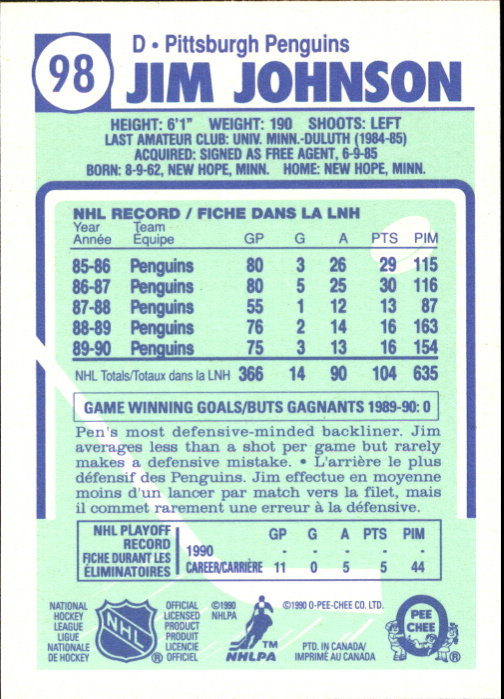 98
D • Pittsburgh Penguins
JIM JOHNSON
HEIGHT: 6'1" WEIGHT: 190 SHOOTS: LEFT
LAST AMATEUR CLUB: UNIV. MINN.-DULUTH (1984-85)
ACQUIRED: SIGNED AS FREE AGENT, 6-9-85
BORN: 8-9-62, NEW HOPE, MINN. HOME: NEW HOPE, MINN.
NHL RECORD / FICHE DANS LA LNH
Year Team
Année Équipe GP G A PTS PIM
85-86 Penguins 80 3 26 29 115
86-87 Penguins 80 5 25 30 116
87-88 Penguins 55 1 12 13 87
88-89 Penguins 76 2 14 16 163
89-90 Penguins 75 3 13 16 154
NHL Totals/Totaux dans la LNH 366 14 90 104 635
GAME WINNING GOALS/BUTS GAGNANTS 1989-90: 0
Pen's most defensive-minded backliner. Jim
averages less than a shot per game but rarely
makes a defensive mistake. • L'arrière le plus
défensif des Penguins. Jim effectue en moyenne
moins d'un lancer par match vers la filet, mais
il commet rarement une erreur à la défensive.
NHL PLAYOFF
RECORD
FICHE DURANT LES
ÉLIMINATOIRES
GP G A PTS PIM
1990 - - - - -
CAREER/CARRIÈRE 11 0 5 5 44
NATIONAL
HOCKEY
LEAGUE
LIGUE
NATIONALE
DE HOCKEY
NHL
®
OFFICIAL
LICENSED
PRODUCT
PRODUIT
LICENCIE
OFFICIEL
©1990
NHLPA
TM
NHLPA
©1990 O-PEE-CHEE CO. LTD.
PTD. IN CANADA/
IMPRIMÉ AU CANADA
O
PEE
CHEE
®